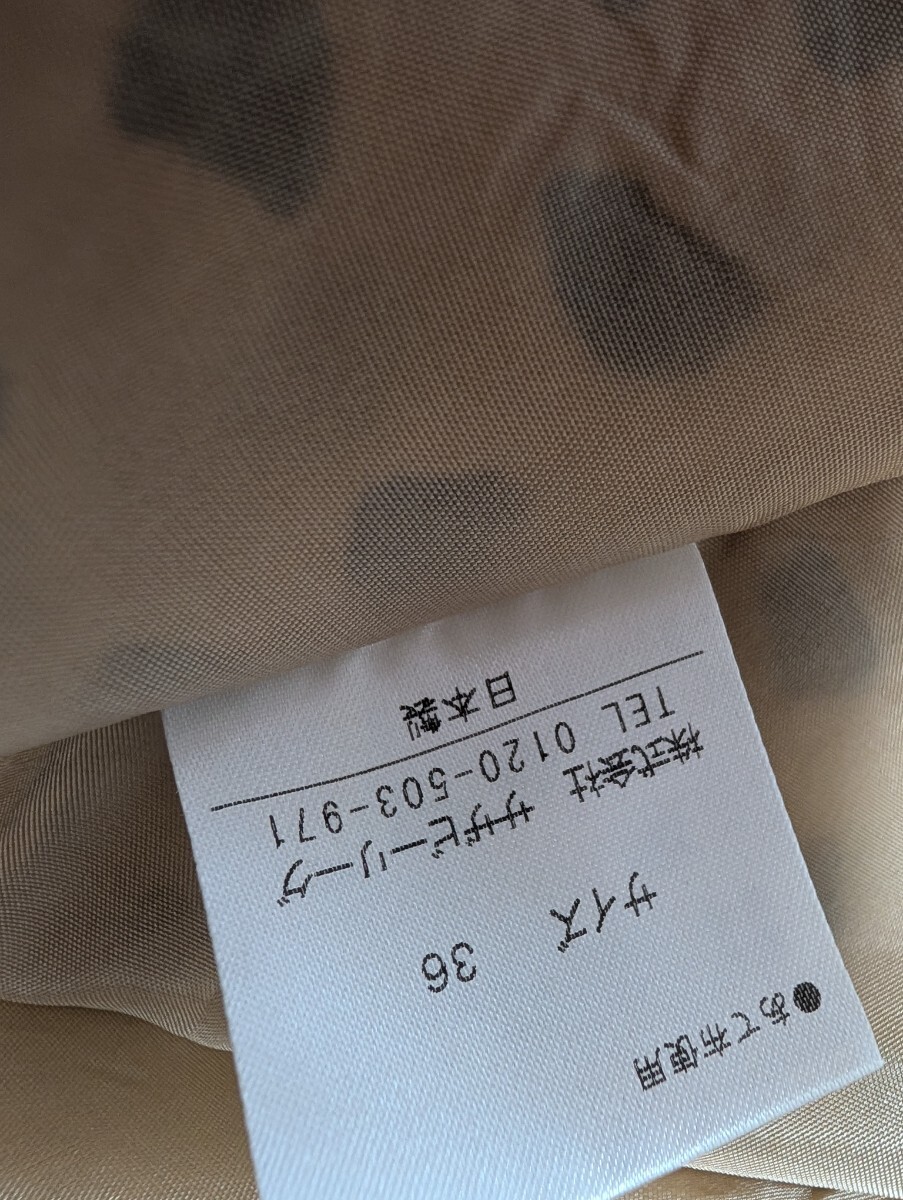 ●あて布使用
サイズ 36
株式会社 サザビーリーグ
TEL 0120-503-971
日本製